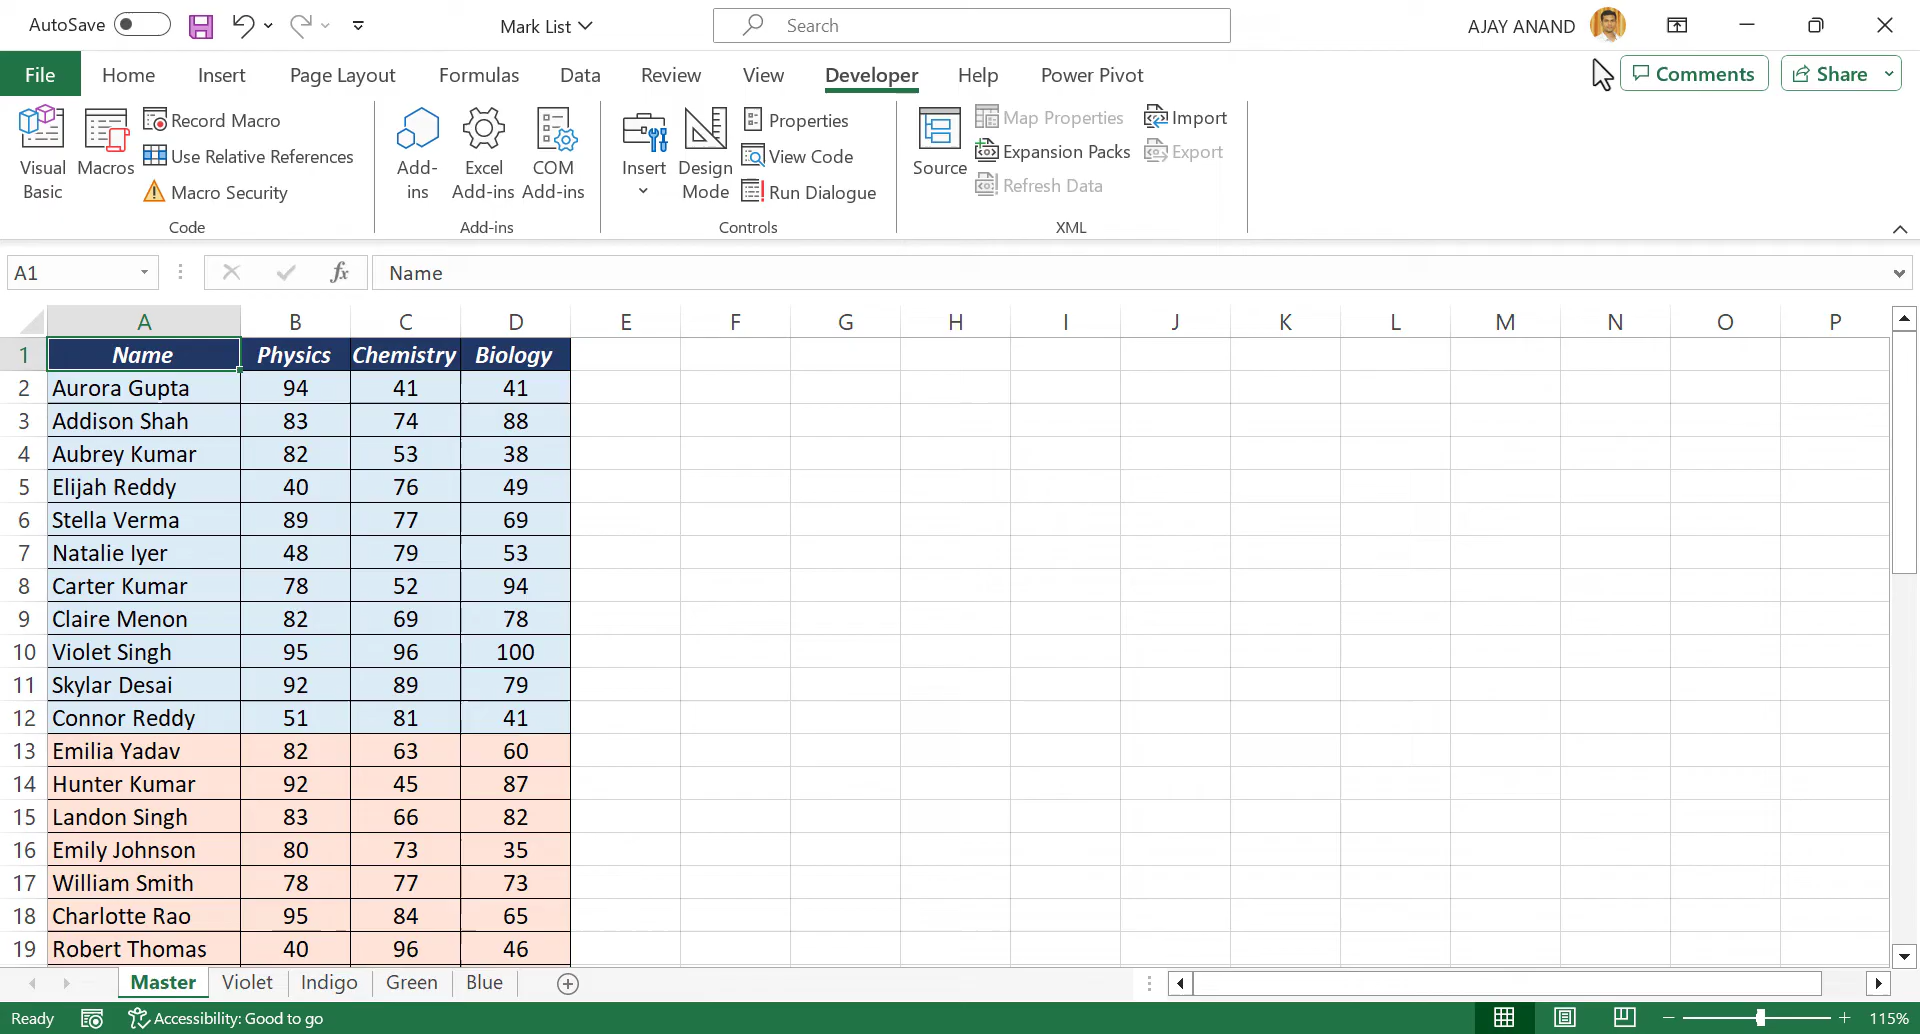 AutoSave
Mark List
Search
AJAY ANAND
File Home Insert Page Layout Formulas Data Review View Developer Help Power Pivot Comments Share
Visual Basic
Macros
Record Macro
Use Relative References
Macro Security
Code
Add-ins
Excel Add-ins
COM Add-ins
Add-ins
Insert
Design Mode
Properties
View Code
Run Dialogue
Controls
Source
Map Properties
Expansion Packs
Refresh Data
Import
Export
XML
A1 fx Name
A B C D E F G H I J K L M N O P
1 Name Physics Chemistry Biology
2 Aurora Gupta 94 41 41
3 Addison Shah 83 74 88
4 Aubrey Kumar 82 53 38
5 Elijah Reddy 40 76 49
6 Stella Verma 89 77 69
7 Natalie Iyer 48 79 53
8 Carter Kumar 78 52 94
9 Claire Menon 82 69 78
10 Violet Singh 95 96 100
11 Skylar Desai 92 89 79
12 Connor Reddy 51 81 41
13 Emilia Yadav 82 63 60
14 Hunter Kumar 92 45 87
15 Landon Singh 83 66 82
16 Emily Johnson 80 73 35
17 William Smith 78 77 73
18 Charlotte Rao 95 84 65
19 Robert Thomas 40 96 46
Master Violet Indigo Green Blue
Ready Accessibility: Good to go 115%